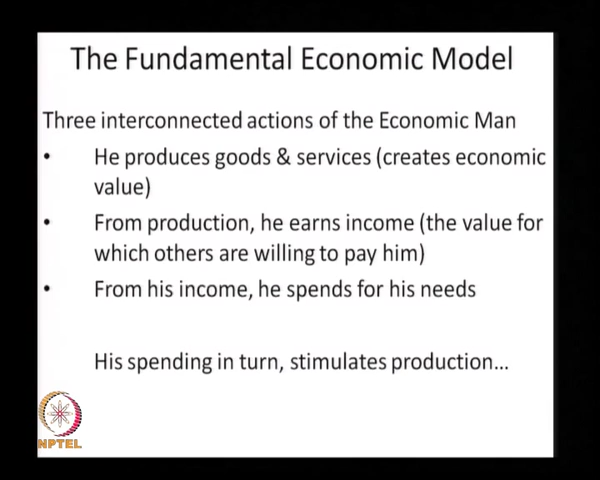 The Fundamental Economic Model
Three interconnected actions of the Economic Man
• He produces goods & services (creates economic
value)
• From production, he earns income (the value for
which others are willing to pay him)
• From his income, he spends for his needs
His spending in turn, stimulates production...
NPTEL